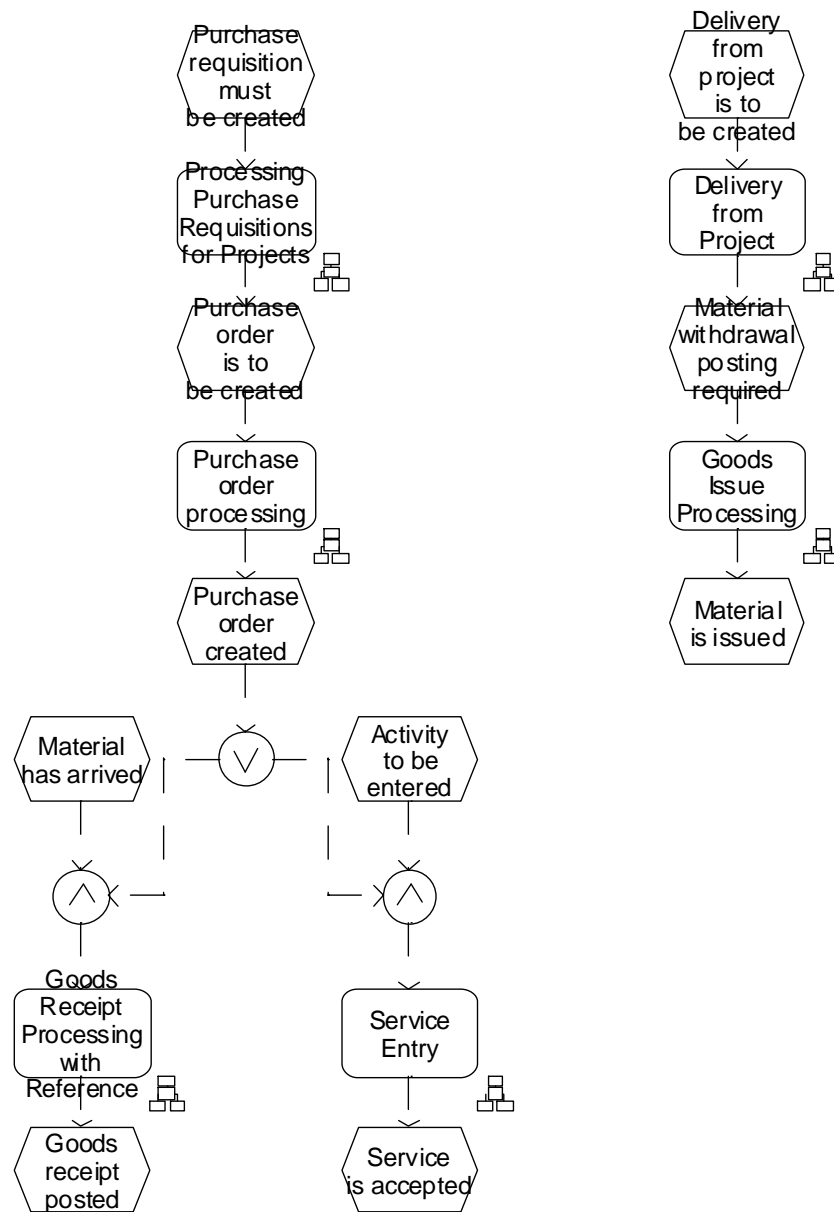 Purchase
requisition
must
be created
Processing
Purchase
Requisitions
for Projects
Purchase
order
is to
be created
Purchase
order
processing
Purchase
order
created
Material
has arrived
Activity
to be
entered
Goods
Receipt
Processing
with
Reference
Service
Entry
Goods
receipt
posted
Service
is accepted
Delivery
from
project
is to
be created
Delivery
from
Project
Material
withdrawal
posting
required
Goods
Issue
Processing
Material
is issued